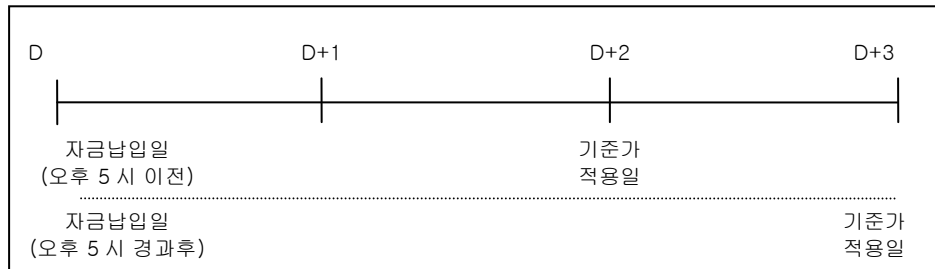 D D+1 D+2 D+3
자금납입일 기준가
(오후 5 시 이전) 적용일
자금납입일 기준가
(오후 5 시 경과후) 적용일